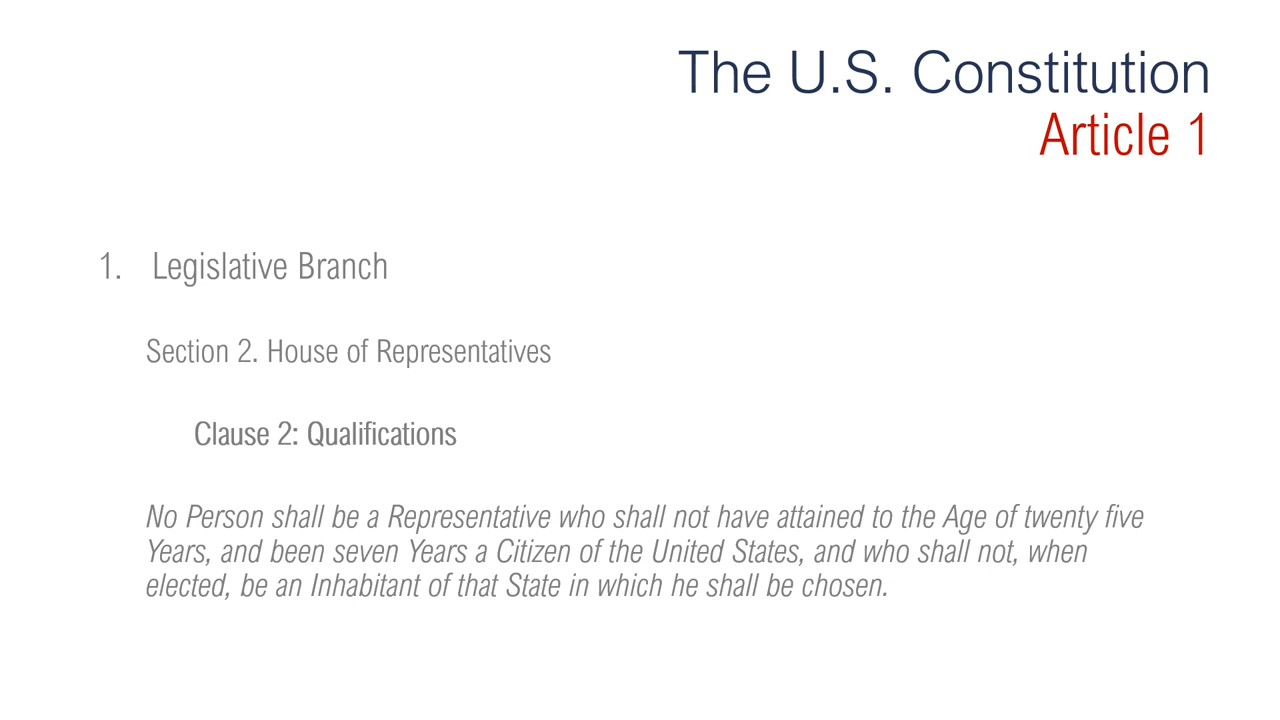 The U.S. Constitution
Article 1
1. Legislative Branch
Section 2. House of Representatives
Clause 2: Qualifications
No Person shall be a Representative who shall not have attained to the Age of twenty five
Years, and been seven Years a Citizen of the United States, and who shall not, when
elected, be an Inhabitant of that State in which he shall be chosen.